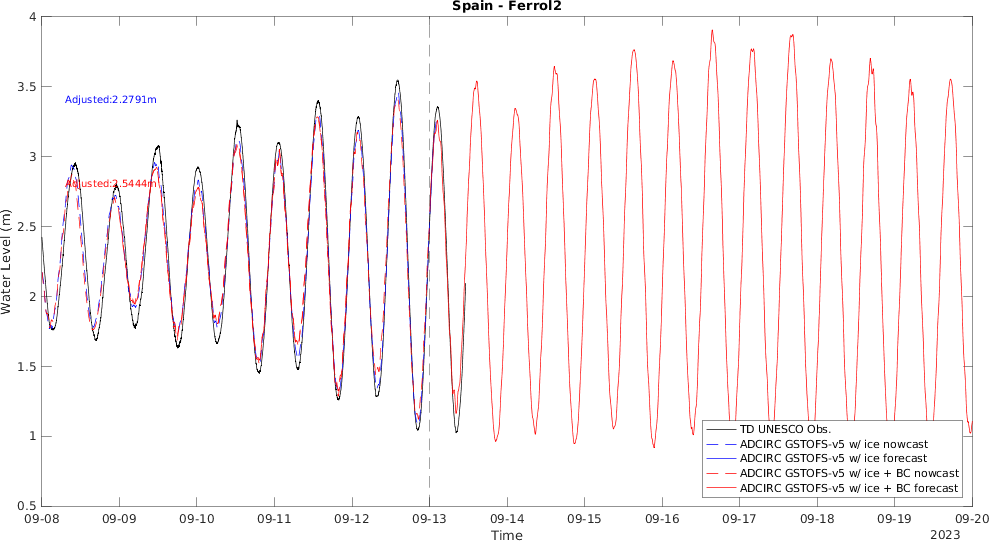 Spain - Ferrol2
4
3.5
3
2.5
2
1.5
1
0.5
Water Level (m)
Adjusted:2.2791m
Adjusted:2.5444m
TD UNESCO Obs.
ADCIRC GSTOFS-v5 w/ ice nowcast
ADCIRC GSTOFS-v5 w/ ice forecast
ADCIRC GSTOFS-v5 w/ ice + BC nowcast
ADCIRC GSTOFS-v5 w/ ice + BC forecast
09-08 09-09 09-10 09-11 09-12 09-13 09-14 09-15 09-16 09-17 09-18 09-19 09-20
Time
2023